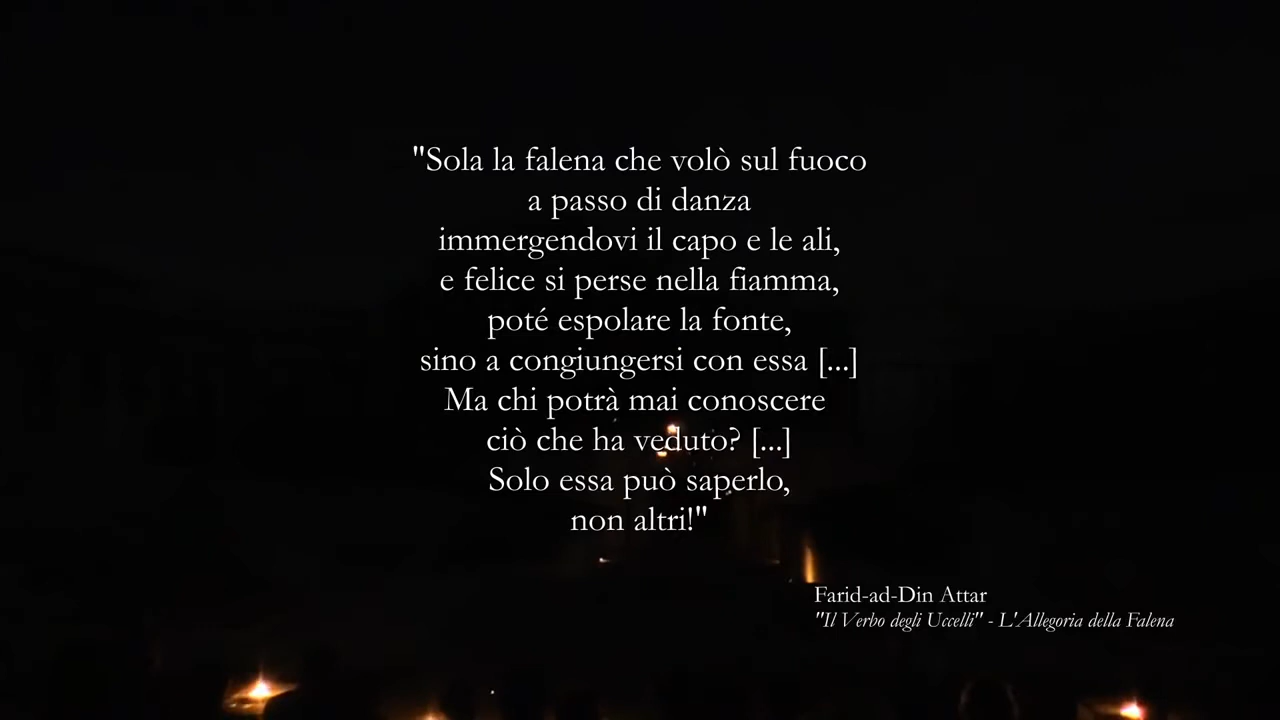 "Sola la falena che volò sul fuoco
a passo di danza
immergendovi il capo e le ali,
e felice si perse nella fiamma,
poté espolare la fonte,
sino a congiungersi con essa [...]
Ma chi potrà mai conoscere
ciò che ha veduto? [...]
Solo essa può saperlo,
non altri!"
Farid-ad-Din Attar
"Il Verbo degli Uccelli" - L'Allegoria della Falena